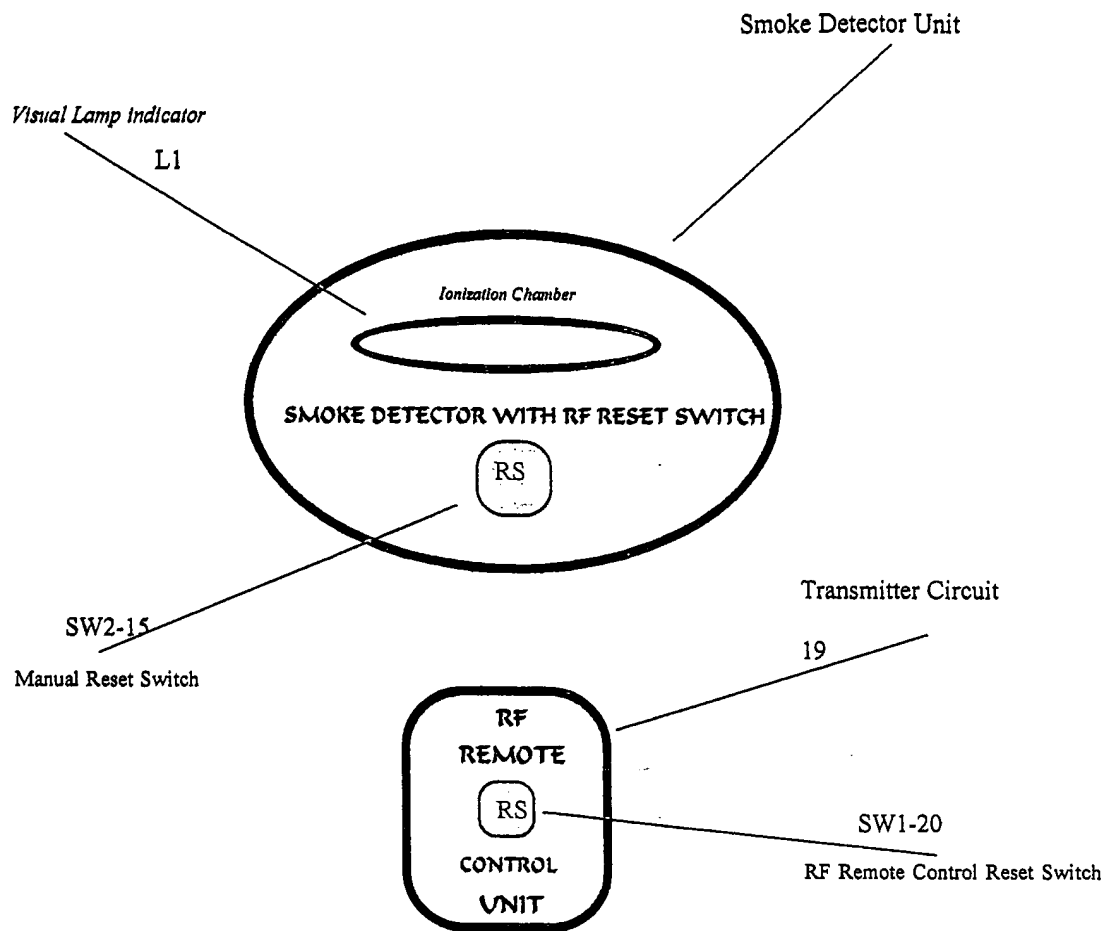 Smoke Detector Unit
Visual Lamp indicator
L1
Ionization Chamber
SMOKE DETECTOR WITH RF RESET SWITCH
RS
SW2-15
Manual Reset Switch
Transmitter Circuit
19
RF
REMOTE
RS
CONTROL
UNIT
SW1-20
RF Remote Control Reset Switch